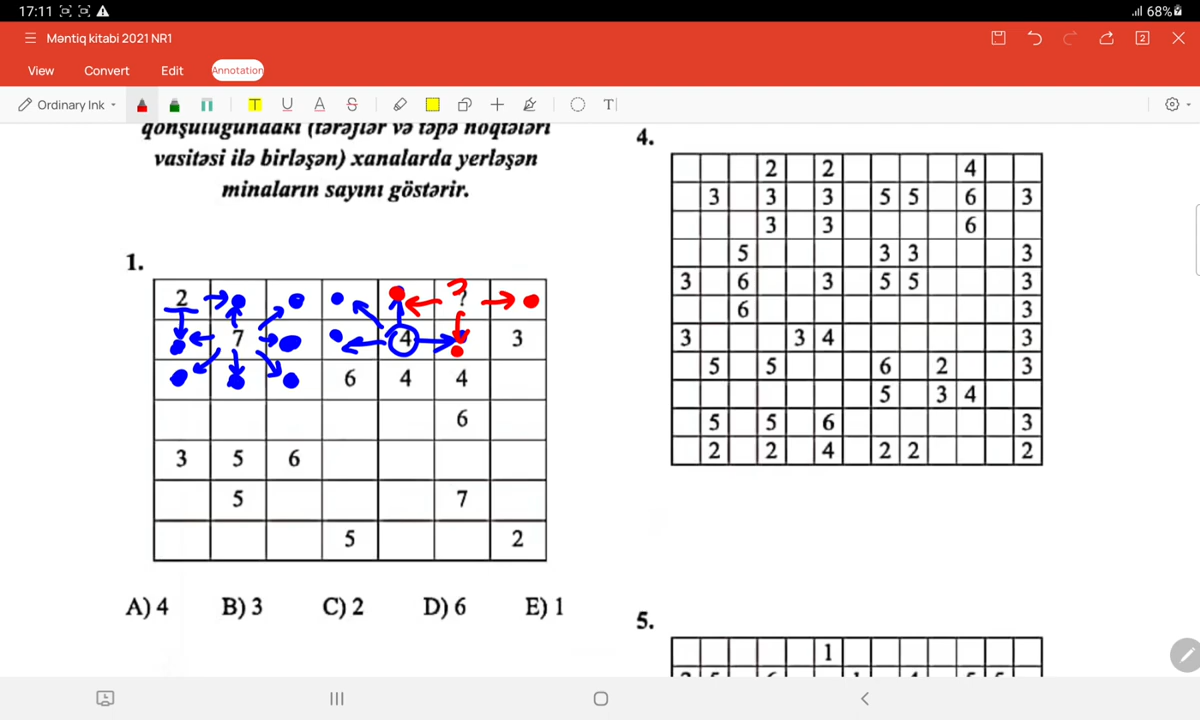 17:11
68%
Məntiq kitabi 2021 NR1
2
View Convert Edit Annotation
Ordinary Ink
T U A S T
qonşuluğundakı (tərəflər və təpə nöqtələri
vasitəsi ilə birləşən) xanalarda yerləşən
minaların sayını göstərir.
1.
2 ?
7 4 3
6 4 4
6
3 5 6
5 7
5 2
A) 4 B) 3 C) 2 D) 6 E) 1
4.
2 2 4
3 3 3 5 5 6 3
3 3 6
5 3 3 3
3 6 3 5 5 3
6 3
3 3 4 3
5 5 6 2 3
5 3 4
5 5 6 3
2 2 4 2 2 2
5.
1